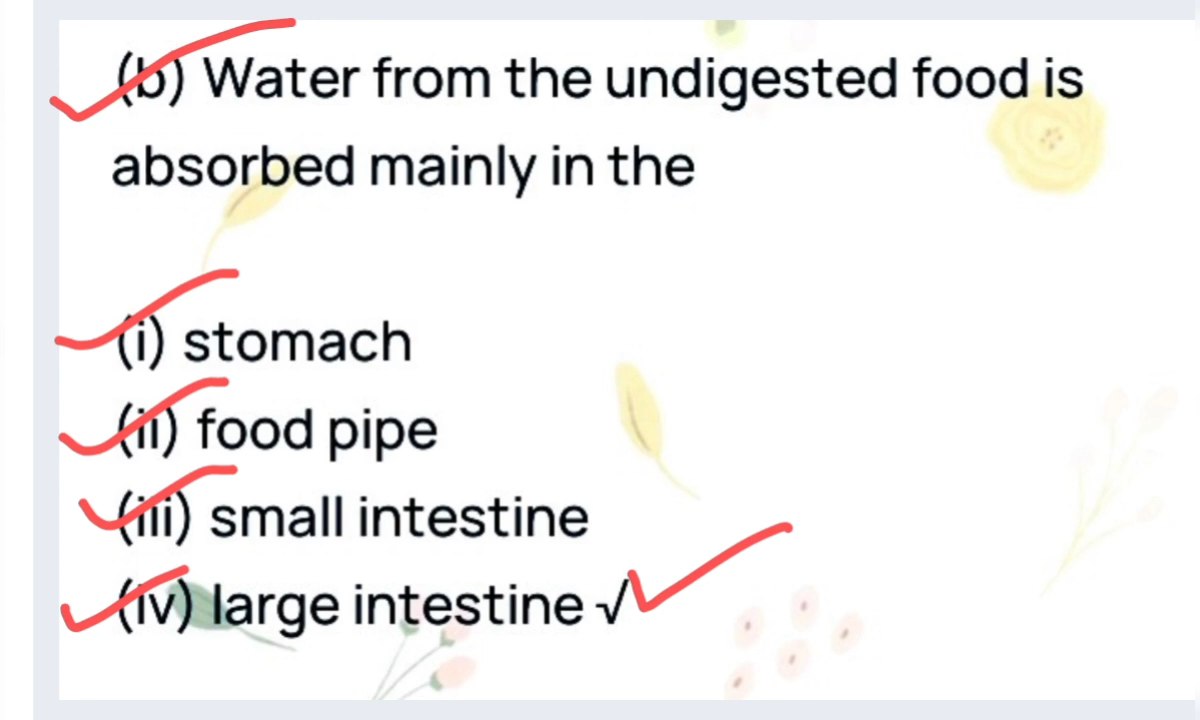 (b) Water from the undigested food is
absorbed mainly in the
(i) stomach
(ii) food pipe
(iii) small intestine
(iv) large intestine √